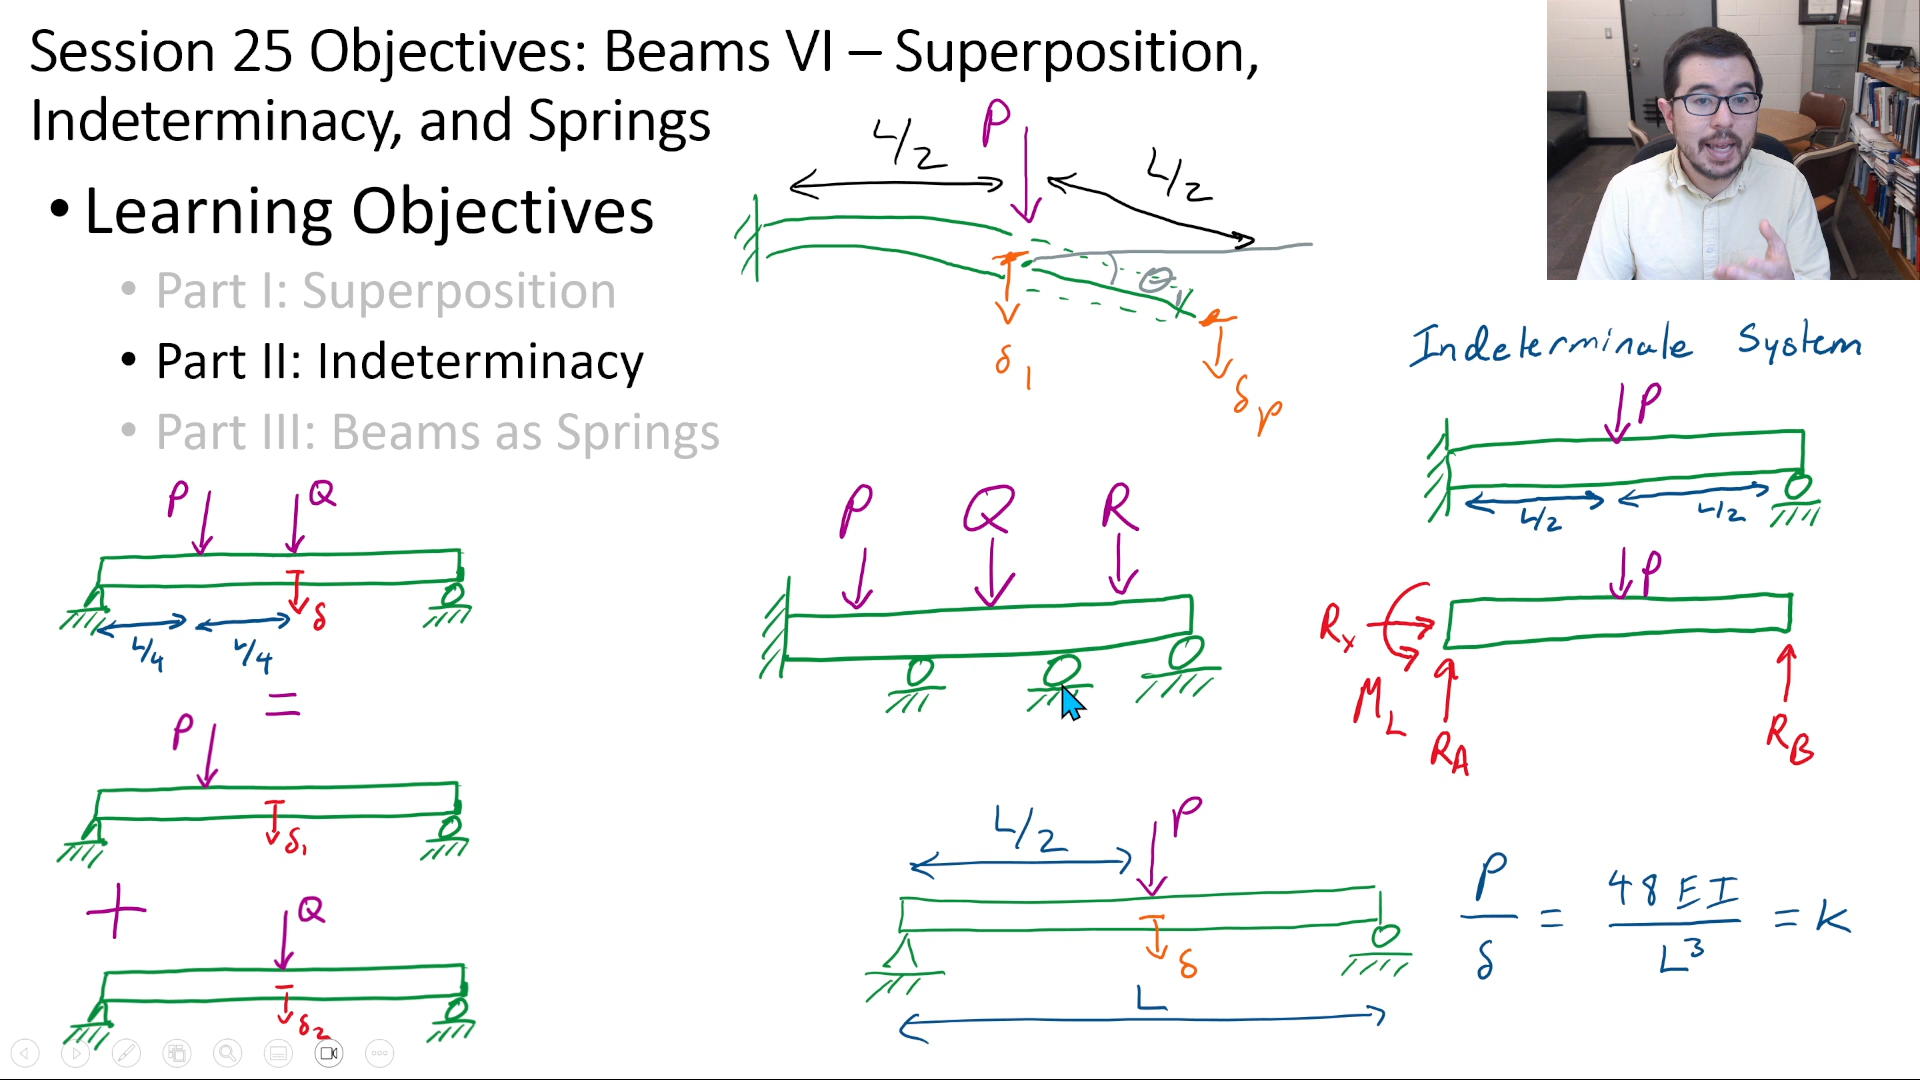 Session 25 Objectives: Beams VI – Superposition,
Indeterminacy, and Springs
• Learning Objectives
• Part I: Superposition
• Part II: Indeterminacy
• Part III: Beams as Springs
P
L/2
L/2
θ
δ1
δP
Indeterminate System
P
L/2
L/2
P
Rx
ML
RA
RB
P
Q
δ
L/4
L/4
=
P
δ1
+
Q
δ2
P
Q
R
L/2
P
δ
L
P/δ = 48EI/L³ = K